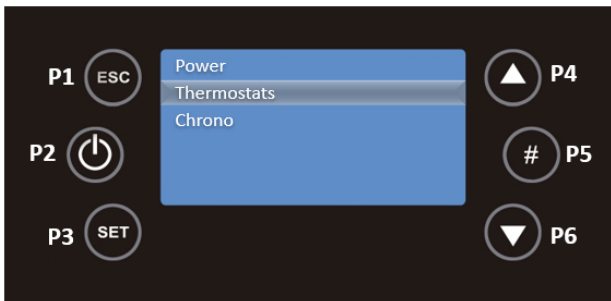 P1
ESC
Power
Thermostats
Chrono
P4
P2
#
P5
P3
SET
P6